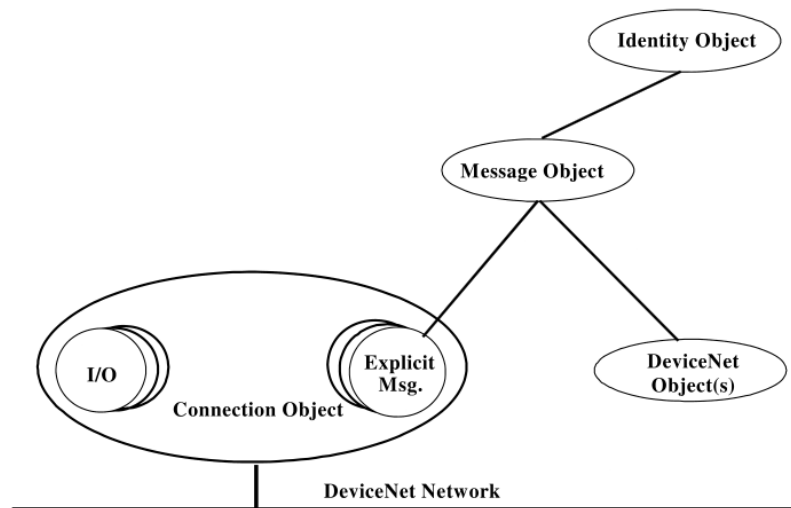 Identity Object
Message Object
I/O
Explicit
Msg.
DeviceNet
Object(s)
Connection Object
DeviceNet Network